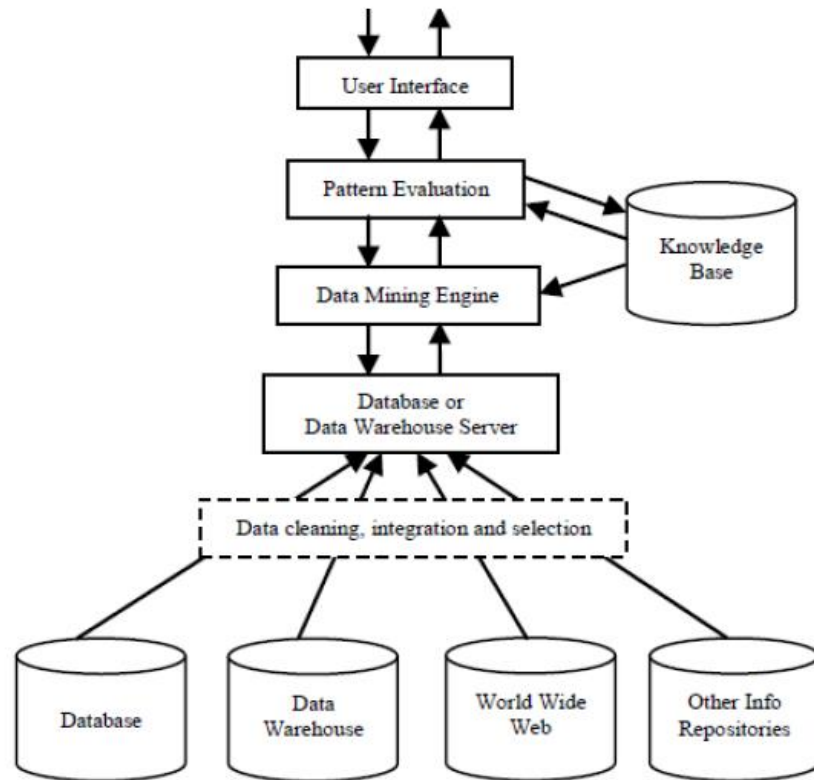 User Interface
Pattern Evaluation
Knowledge
Base
Data Mining Engine
Database or
Data Warehouse Server
Data cleaning, integration and selection
Database
Data
Warehouse
World Wide
Web
Other Info
Repositories